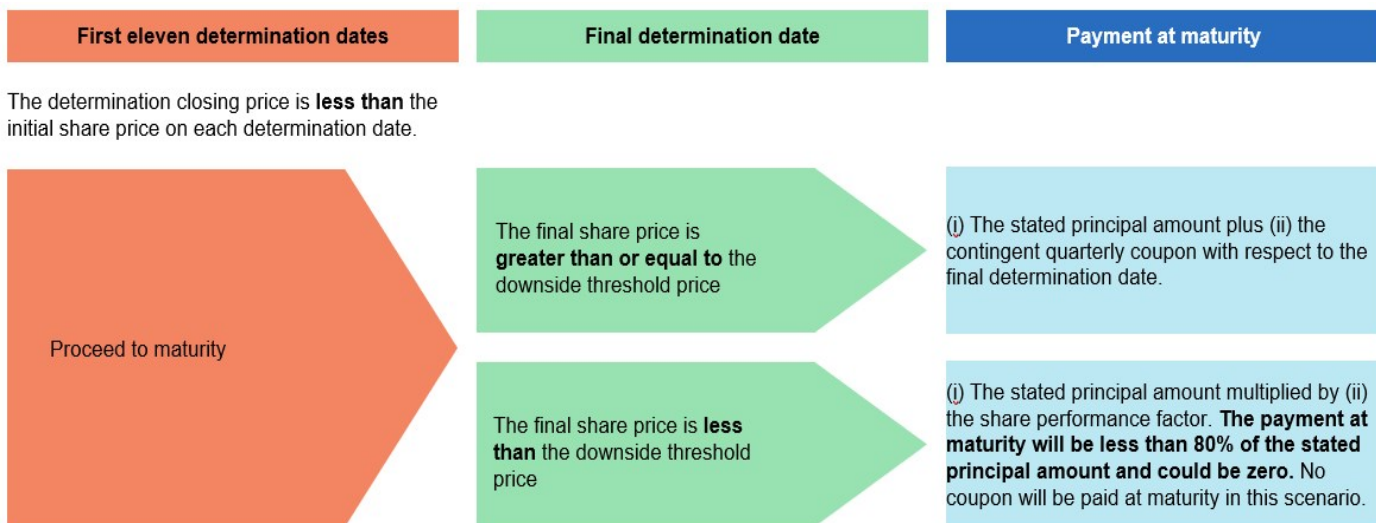 First eleven determination dates
Final determination date
Payment at maturity
The determination closing price is less than the
initial share price on each determination date.
Proceed to maturity
The final share price is
greater than or equal to the
downside threshold price
(i) The stated principal amount plus (ii) the
contingent quarterly coupon with respect to the
final determination date.
The final share price is less
than the downside threshold
price
(i) The stated principal amount multiplied by (ii)
the share performance factor. The payment at
maturity will be less than 80% of the stated
principal amount and could be zero. No
coupon will be paid at maturity in this scenario.